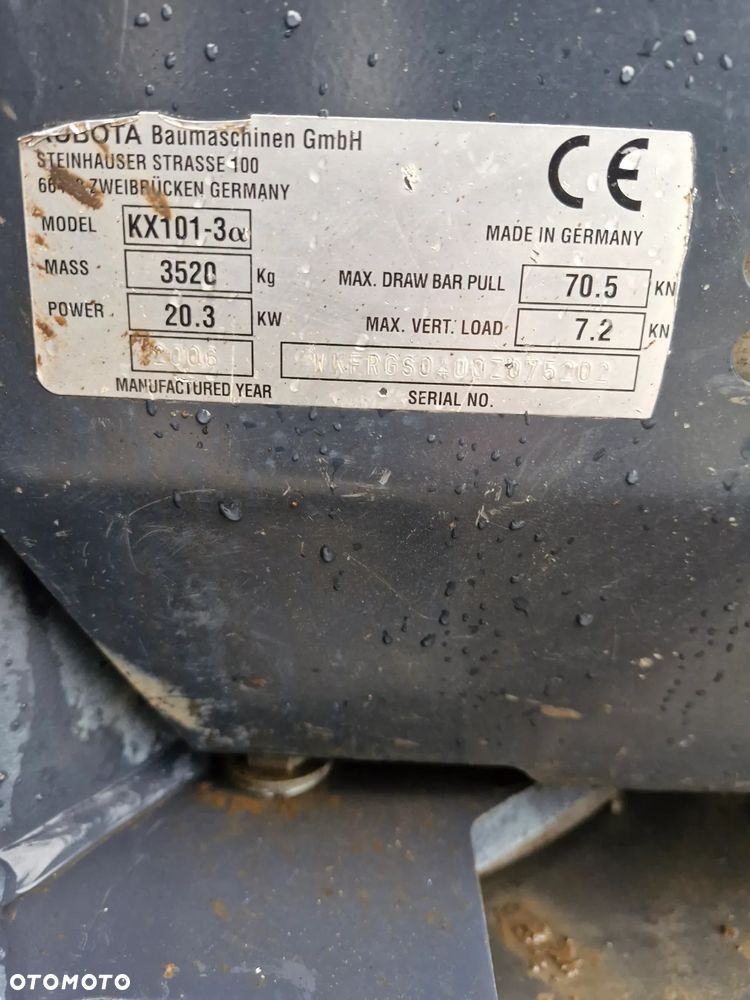 KUBOTA Baumaschinen GmbH
STEINHAUSER STRASSE 100
ZWEIBRÜCKEN GERMANY
CE
MODEL KX101-3α
MADE IN GERMANY
MASS 3520 Kg
MAX. DRAW BAR PULL 70.5 KN
POWER 20.3 KW
MAX. VERT. LOAD 7.2 KN
2006
MANUFACTURED YEAR
SERIAL NO.
OTOMOTO